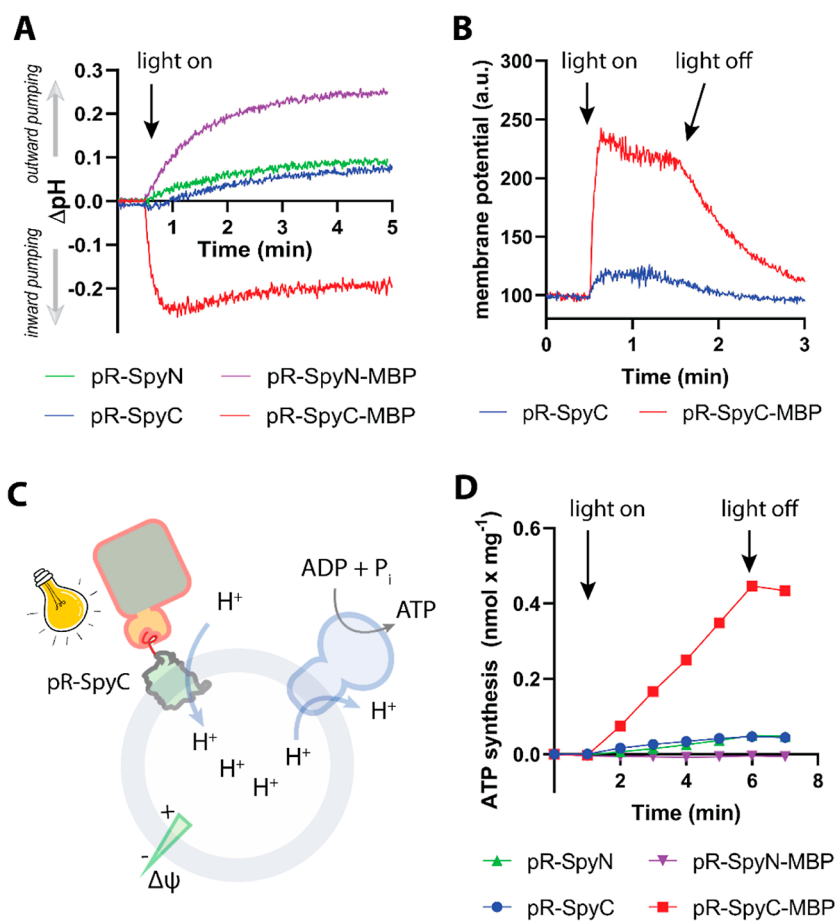 A
light on
outward pumping
inward pumping
ΔpH
0.3
0.2
0.1
0.0
-0.1
-0.2
1 2 3 4 5
Time (min)
pR-SpyN
pR-SpyN-MBP
pR-SpyC
pR-SpyC-MBP
B
light on
light off
membrane potential (a.u.)
300
250
200
150
100
0 1 2 3
Time (min)
pR-SpyC
pR-SpyC-MBP
C
ADP + Pi
ATP
H+
pR-SpyC
H+
H+
H+
H+
H+
+
-
Δψ
D
light on
light off
ATP synthesis (nmol x mg-1)
0.6
0.4
0.2
0.0
2 4 6 8
Time (min)
pR-SpyN
pR-SpyN-MBP
pR-SpyC
pR-SpyC-MBP